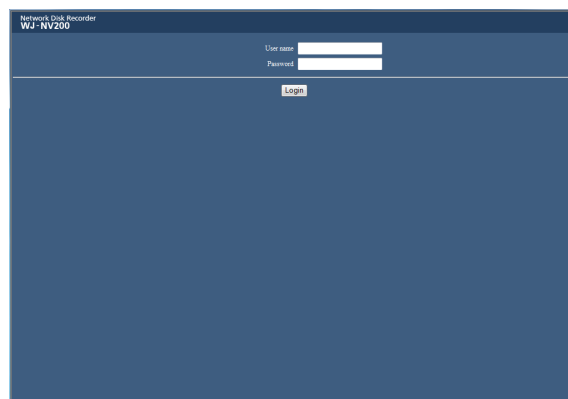 Network Disk Recorder
WJ-NV200
User name
Password
Login